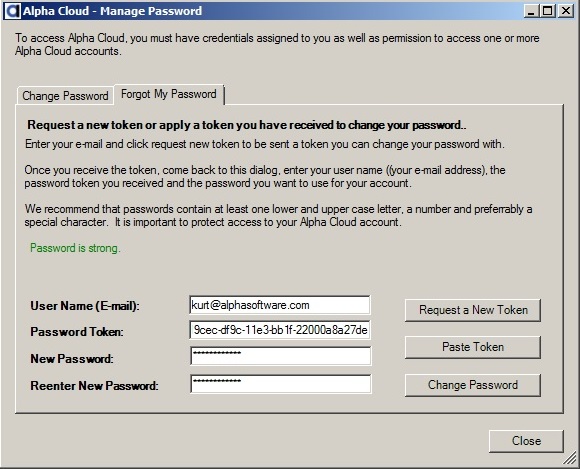 Alpha Cloud - Manage Password
To access Alpha Cloud, you must have credentials assigned to you as well as permission to access one or more
Alpha Cloud accounts.
Change Password
Forgot My Password
Request a new token or apply a token you have received to change your password..
Enter your e-mail and click request new token to be sent a token you can change your password with.
Once you receive the token, come back to this dialog, enter your user name ((your e-mail address), the
password token you received and the password you want to use for your account.
We recommend that passwords contain at least one lower and upper case letter, a number and preferrably a
special character. It is important to protect access to your Alpha Cloud account.
Password is strong.
User Name (E-mail): kurt@alphasoftware.com
Request a New Token
Password Token: 9cec-df9c-11e3-bb1f-22000a8a27de
Paste Token
New Password: ************
Reenter New Password: ************
Change Password
Close